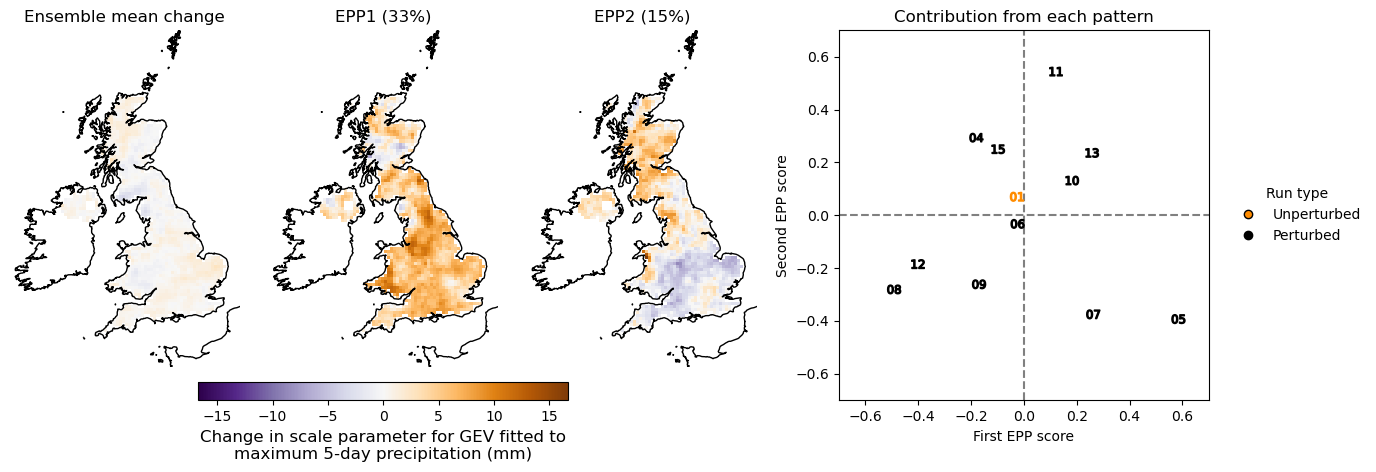 Ensemble mean change
EPP1 (33%)
EPP2 (15%)
Contribution from each pattern
−15 −10 −5 0 5 10 15
Change in scale parameter for GEV fitted to
maximum 5-day precipitation (mm)
Second EPP score
0.6
0.4
0.2
0.0
−0.2
−0.4
−0.6
11
04
15
13
10
01
06
12
09
08
07
05
−0.6 −0.4 −0.2 0.0 0.2 0.4 0.6
First EPP score
Run type
Unperturbed
Perturbed